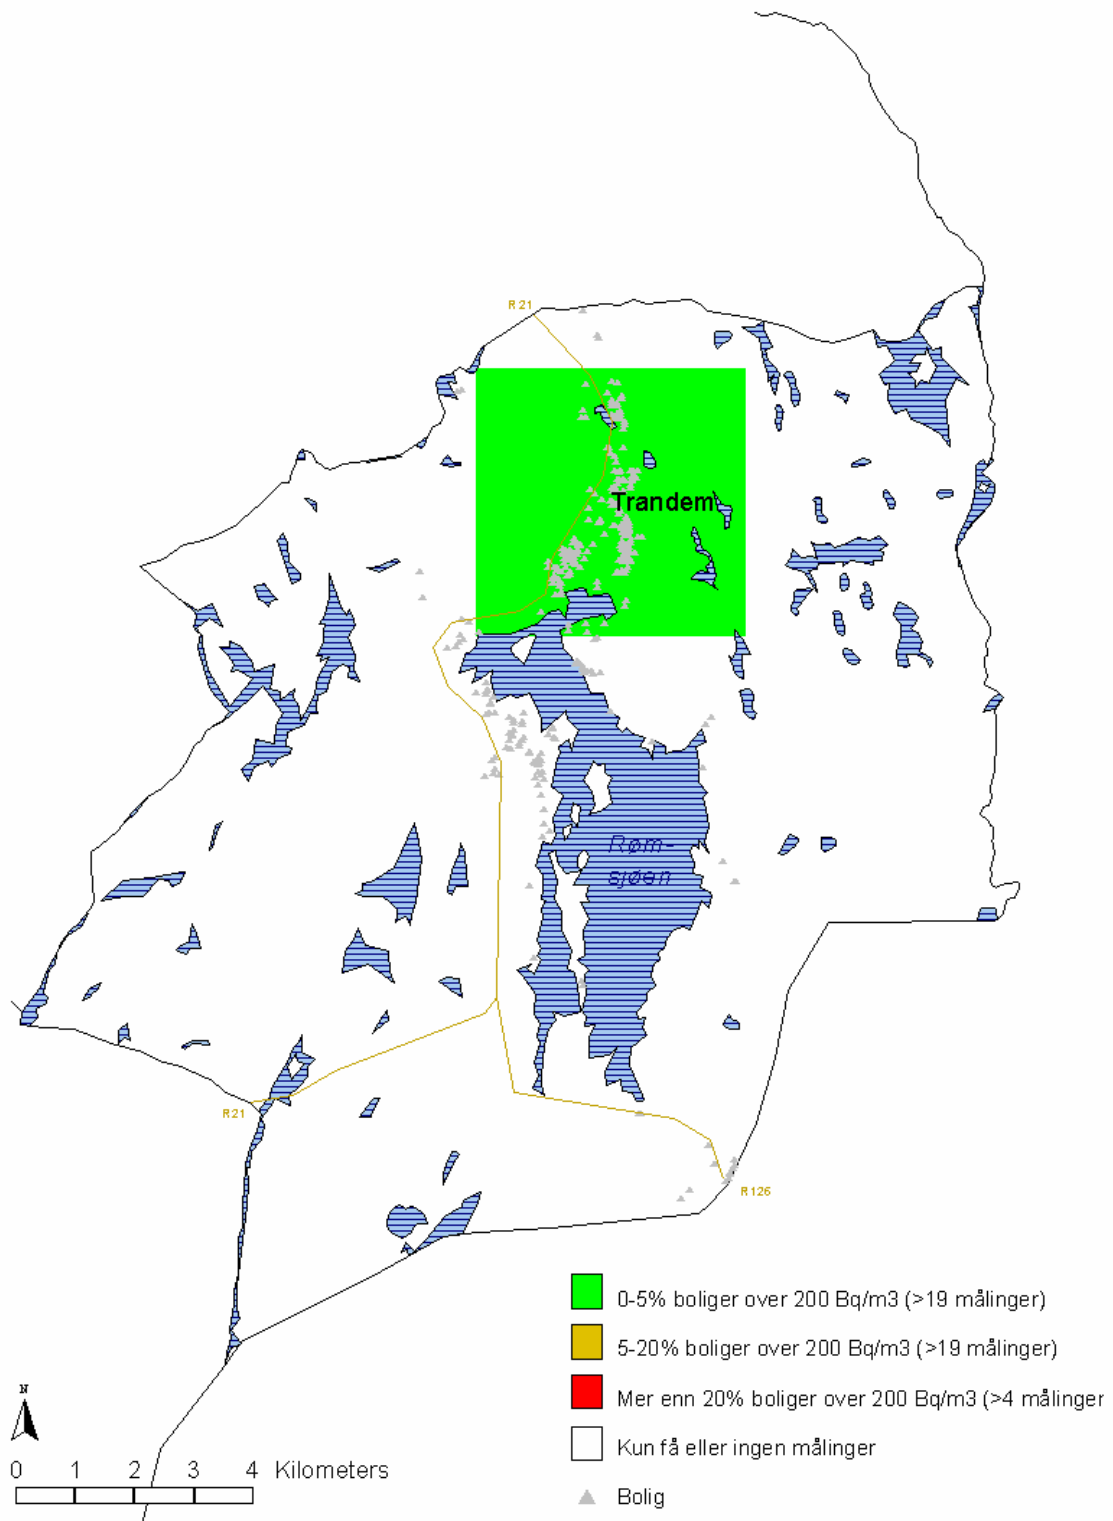 R 21
Trandem
Røm-
sjøen
R21
R126
0-5% boliger over 200 Bq/m3 (>19 målinger)
5-20% boliger over 200 Bq/m3 (>19 målinger)
Mer enn 20% boliger over 200 Bq/m3 (>4 målinger
Kun få eller ingen målinger
Bolig
N
0 1 2 3 4 Kilometers